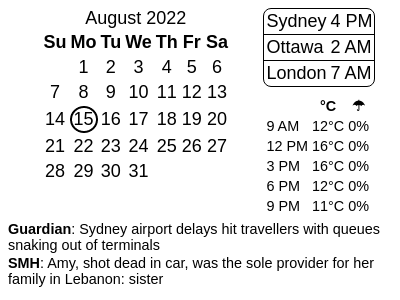 August 2022
Su Mo Tu We Th Fr Sa
1 2 3 4 5 6
7 8 9 10 11 12 13
14 15 16 17 18 19 20
21 22 23 24 25 26 27
28 29 30 31
Sydney 4 PM
Ottawa 2 AM
London 7 AM
°C ☂
9 AM 12°C 0%
12 PM 16°C 0%
3 PM 16°C 0%
6 PM 12°C 0%
9 PM 11°C 0%
Guardian: Sydney airport delays hit travellers with queues
snaking out of terminals
SMH: Amy, shot dead in car, was the sole provider for her
family in Lebanon: sister